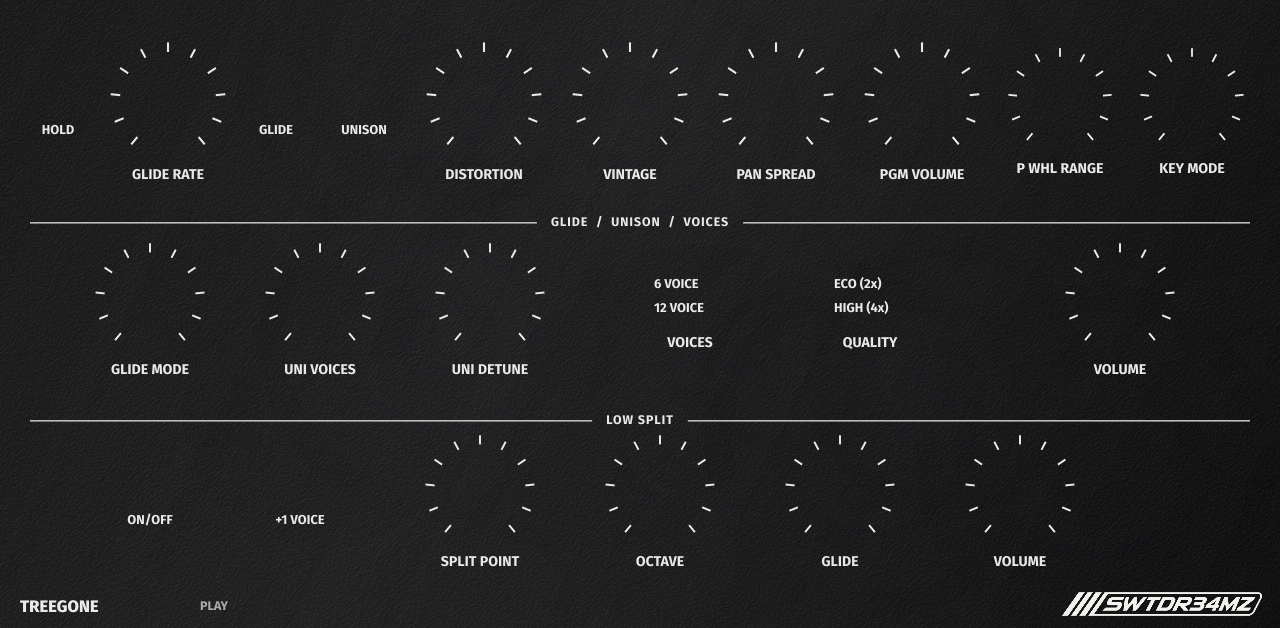 HOLD
GLIDE
UNISON
GLIDE RATE
DISTORTION
VINTAGE
PAN SPREAD
PGM VOLUME
P WHL RANGE
KEY MODE
GLIDE / UNISON / VOICES
6 VOICE
12 VOICE
VOICES
ECO (2x)
HIGH (4x)
QUALITY
GLIDE MODE
UNI VOICES
UNI DETUNE
VOLUME
LOW SPLIT
ON/OFF
+1 VOICE
SPLIT POINT
OCTAVE
GLIDE
VOLUME
TREEGONE
PLAY
SWTDR34MZ